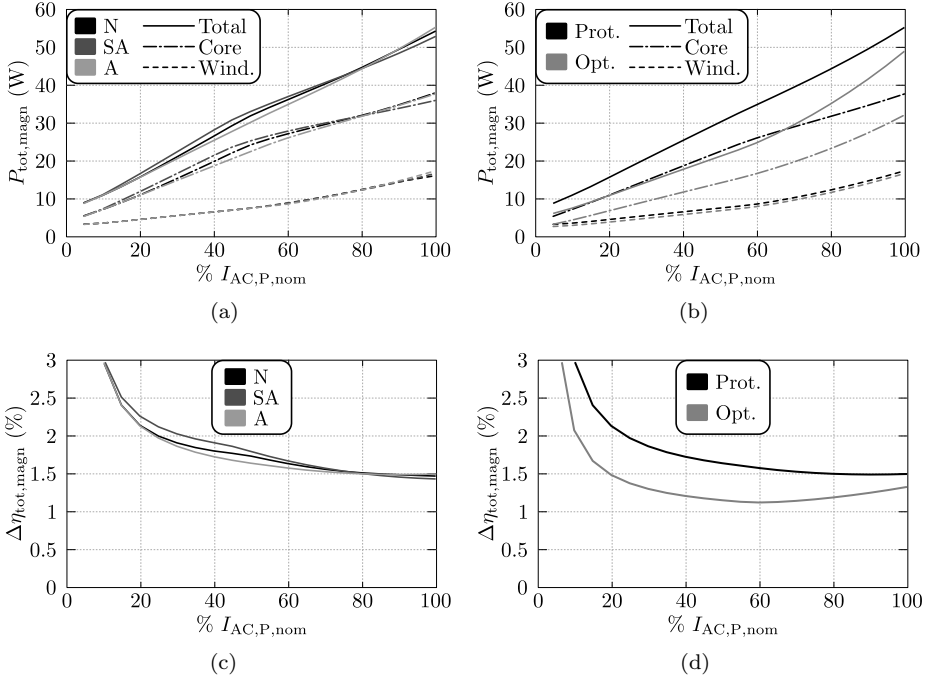 60
50
40
30
20
10
0
P_tot,magn (W)
N
SA
A
Total
Core
Wind.
0 20 40 60 80 100
% I_AC,P,nom
(a)
60
50
40
30
20
10
0
P_tot,magn (W)
Prot.
Opt.
Total
Core
Wind.
0 20 40 60 80 100
% I_AC,P,nom
(b)
3
2.5
2
1.5
1
0.5
0
Δη_tot,magn (%)
N
SA
A
0 20 40 60 80 100
% I_AC,P,nom
(c)
3
2.5
2
1.5
1
0.5
0
Δη_tot,magn (%)
Prot.
Opt.
0 20 40 60 80 100
% I_AC,P,nom
(d)